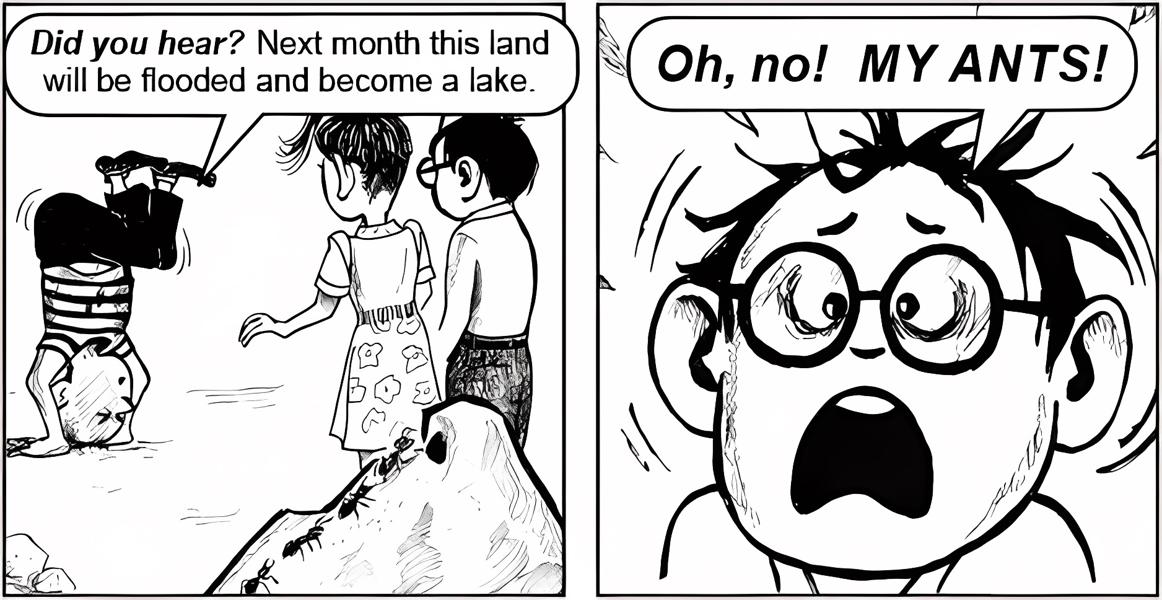 Did you hear? Next month this land
will be flooded and become a lake.
Oh, no! MY ANTS!